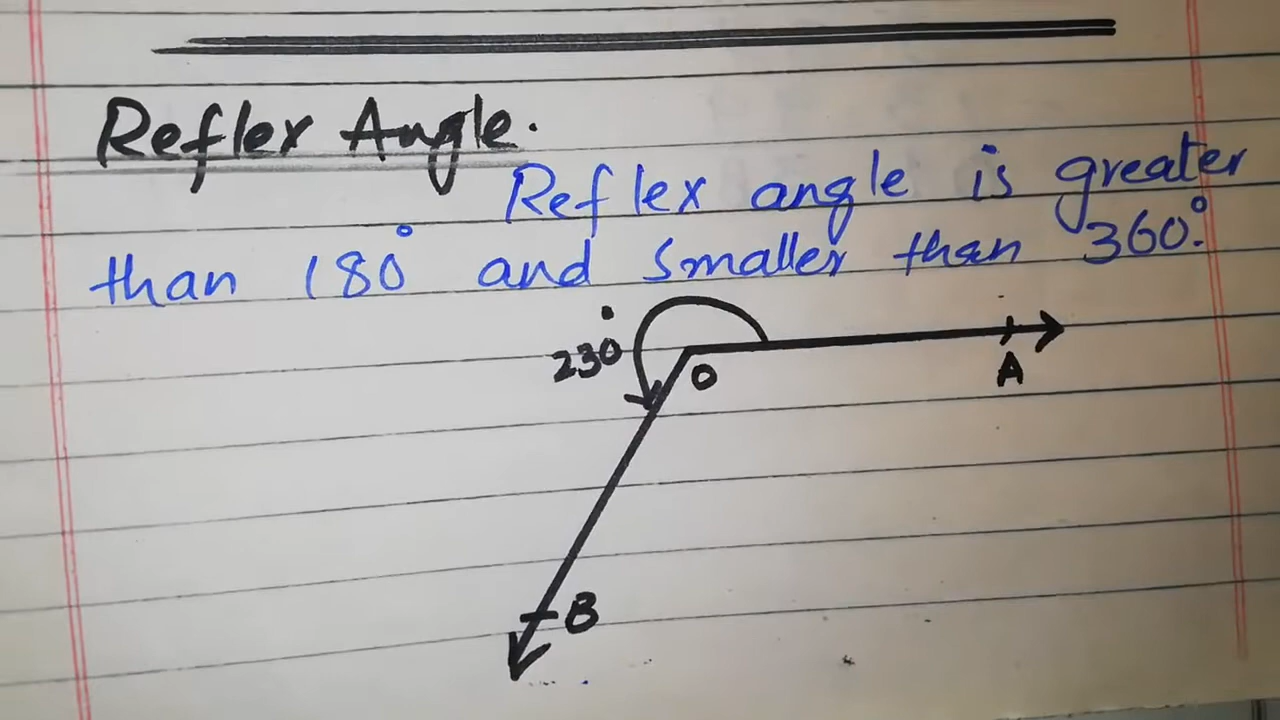 Reflex Angle.
Reflex angle is greater
than 180° and smaller than 360°.
230°
O
A
B